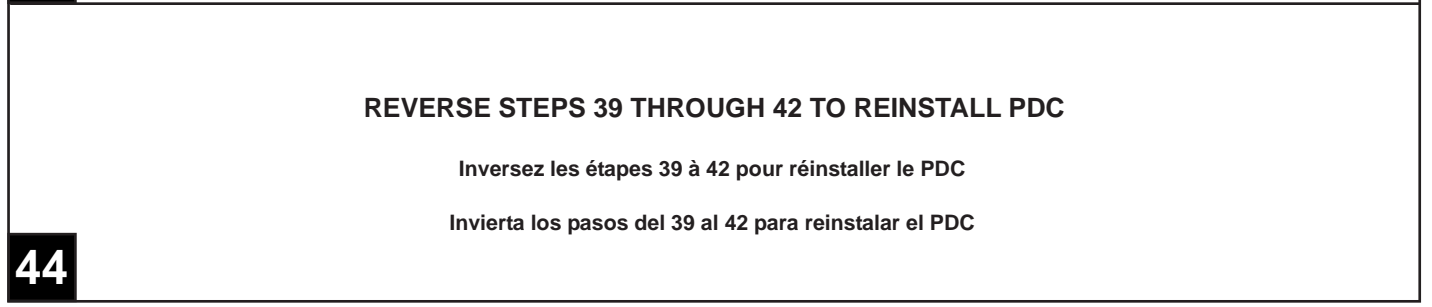 REVERSE STEPS 39 THROUGH 42 TO REINSTALL PDC
Inversez les étapes 39 à 42 pour réinstaller le PDC
Invierta los pasos del 39 al 42 para reinstalar el PDC
44